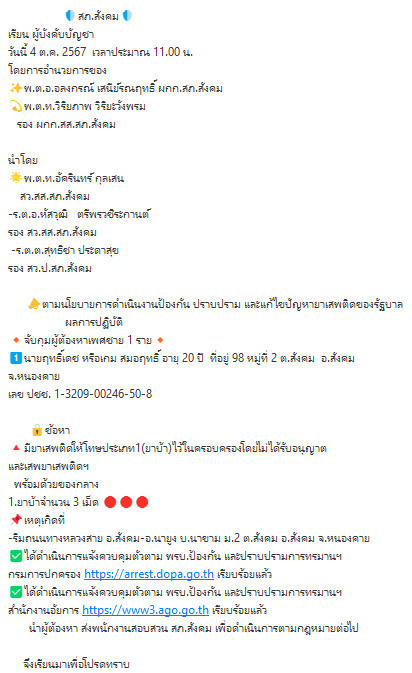 🛡️ สภ.สังคม 🛡️
เรียน ผู้บังคับบัญชา
วันนี้ 4 ต.ค. 2567 เวลาประมาณ 11.00 น.
โดยการอำนวยการของ
✨พ.ต.อ.อลงกรณ์ เสนีย์รณฤทธิ์ ผกก.สภ.สังคม
💫พ.ต.ท.วิริยภาพ วิริยะวังพรม
รอง ผกก.สส.สภ.สังคม
นำโดย
🌟พ.ต.ท.อัครินทร์ กุลเสน
สว.สส.สภ.สังคม
-ร.ต.อ.หัสวุฒิ ตรีพรวชิระกานต์
รอง สว.สส.สภ.สังคม
-ร.ต.ต.สุทธิชา ประดาสุข
รอง สว.ป.สภ.สังคม
📣ตามนโยบายการดำเนินงานป้องกัน ปราบปราม และแก้ไขปัญหายาเสพติดของรัฐบาล
ผลการปฏิบัติ
🔸จับกุมผู้ต้องหาเพศชาย 1 ราย🔸
1️⃣นายฤทธิ์เดช หรือเกม สมอฤทธิ์ อายุ 20 ปี ที่อยู่ 98 หมู่ที่ 2 ต.สังคม อ.สังคม
จ.หนองคาย
เลข ปชช. 1-3209-00246-50-8
🔒ข้อหา
🔺มียาเสพติดให้โทษประเภท1(ยาบ้า)ไว้ในครอบครองโดยไม่ได้รับอนุญาต
และเสพยาเสพติดฯ
พร้อมด้วยของกลาง
1.ยาบ้าจำนวน 3 เม็ด 🔴🔴🔴
📌เหตุเกิดที่
-ริมถนนทางหลวงสาย อ.สังคม-อ.นายูง บ.นาขาม ม.2 ต.สังคม อ.สังคม จ.หนองคาย
✅ได้ดำเนินการแจ้งควบคุมตัวตาม พรบ.ป้องกัน และปราบปรามการทรมานฯ
กรมการปกครอง https://arrest.dopa.go.th เรียบร้อยแล้ว
✅ได้ดำเนินการแจ้งควบคุมตัวตาม พรบ.ป้องกัน และปราบปรามการทรมานฯ
สำนักงานอัยการ https://www3.ago.go.th เรียบร้อยแล้ว
นำผู้ต้องหา ส่งพนักงานสอบสวน สภ.สังคม เพื่อดำเนินการตามกฎหมายต่อไป
จึงเรียนมาเพื่อโปรดทราบ